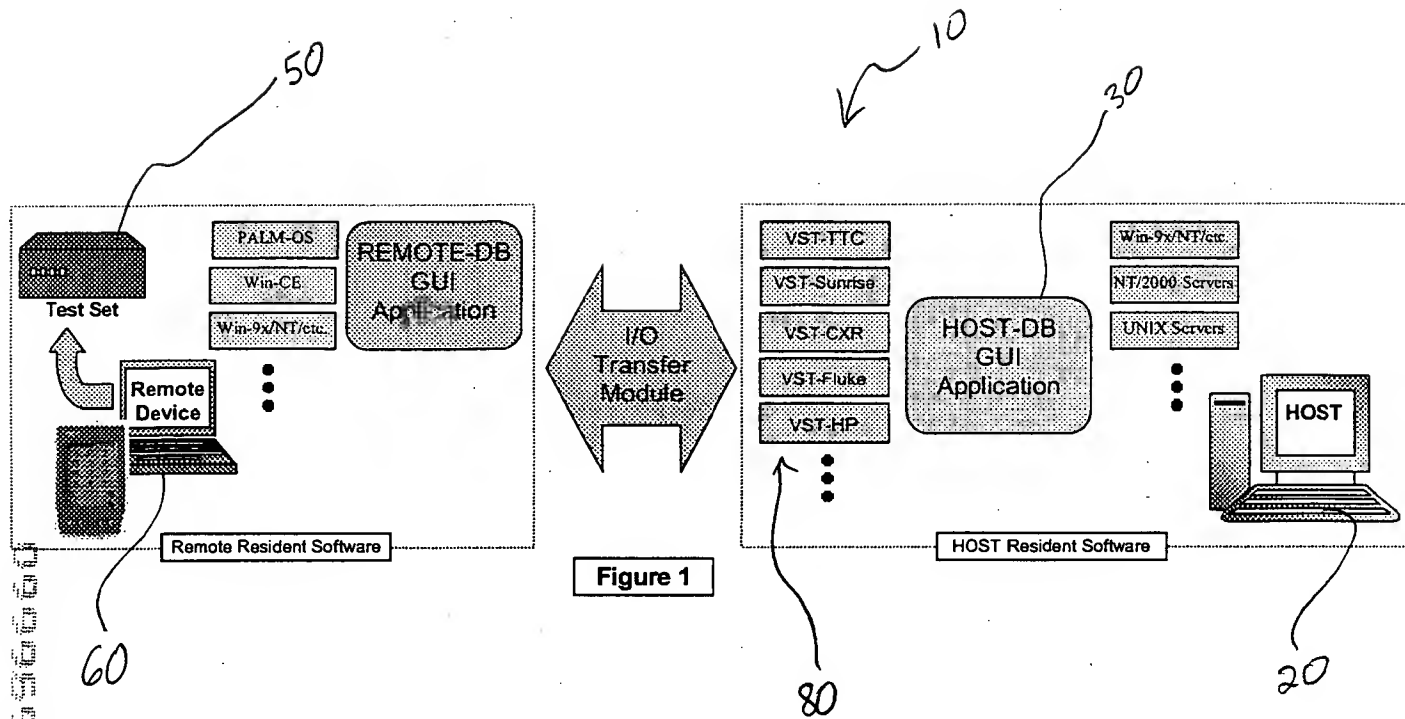 10
50
30
PALM-OS
Win-CE
Win-9x/NT/etc.
REMOTE-DB
GUI
Application
Test Set
Remote
Device
Remote Resident Software
60
I/O
Transfer
Module
Figure 1
VST-TTC
VST-Sunrise
VST-CXR
VST-Fluke
VST-HP
HOST-DB
GUI
Application
Win-9x/NT/etc.
NT/2000 Servers
UNIX Servers
HOST
HOST Resident Software
80
20